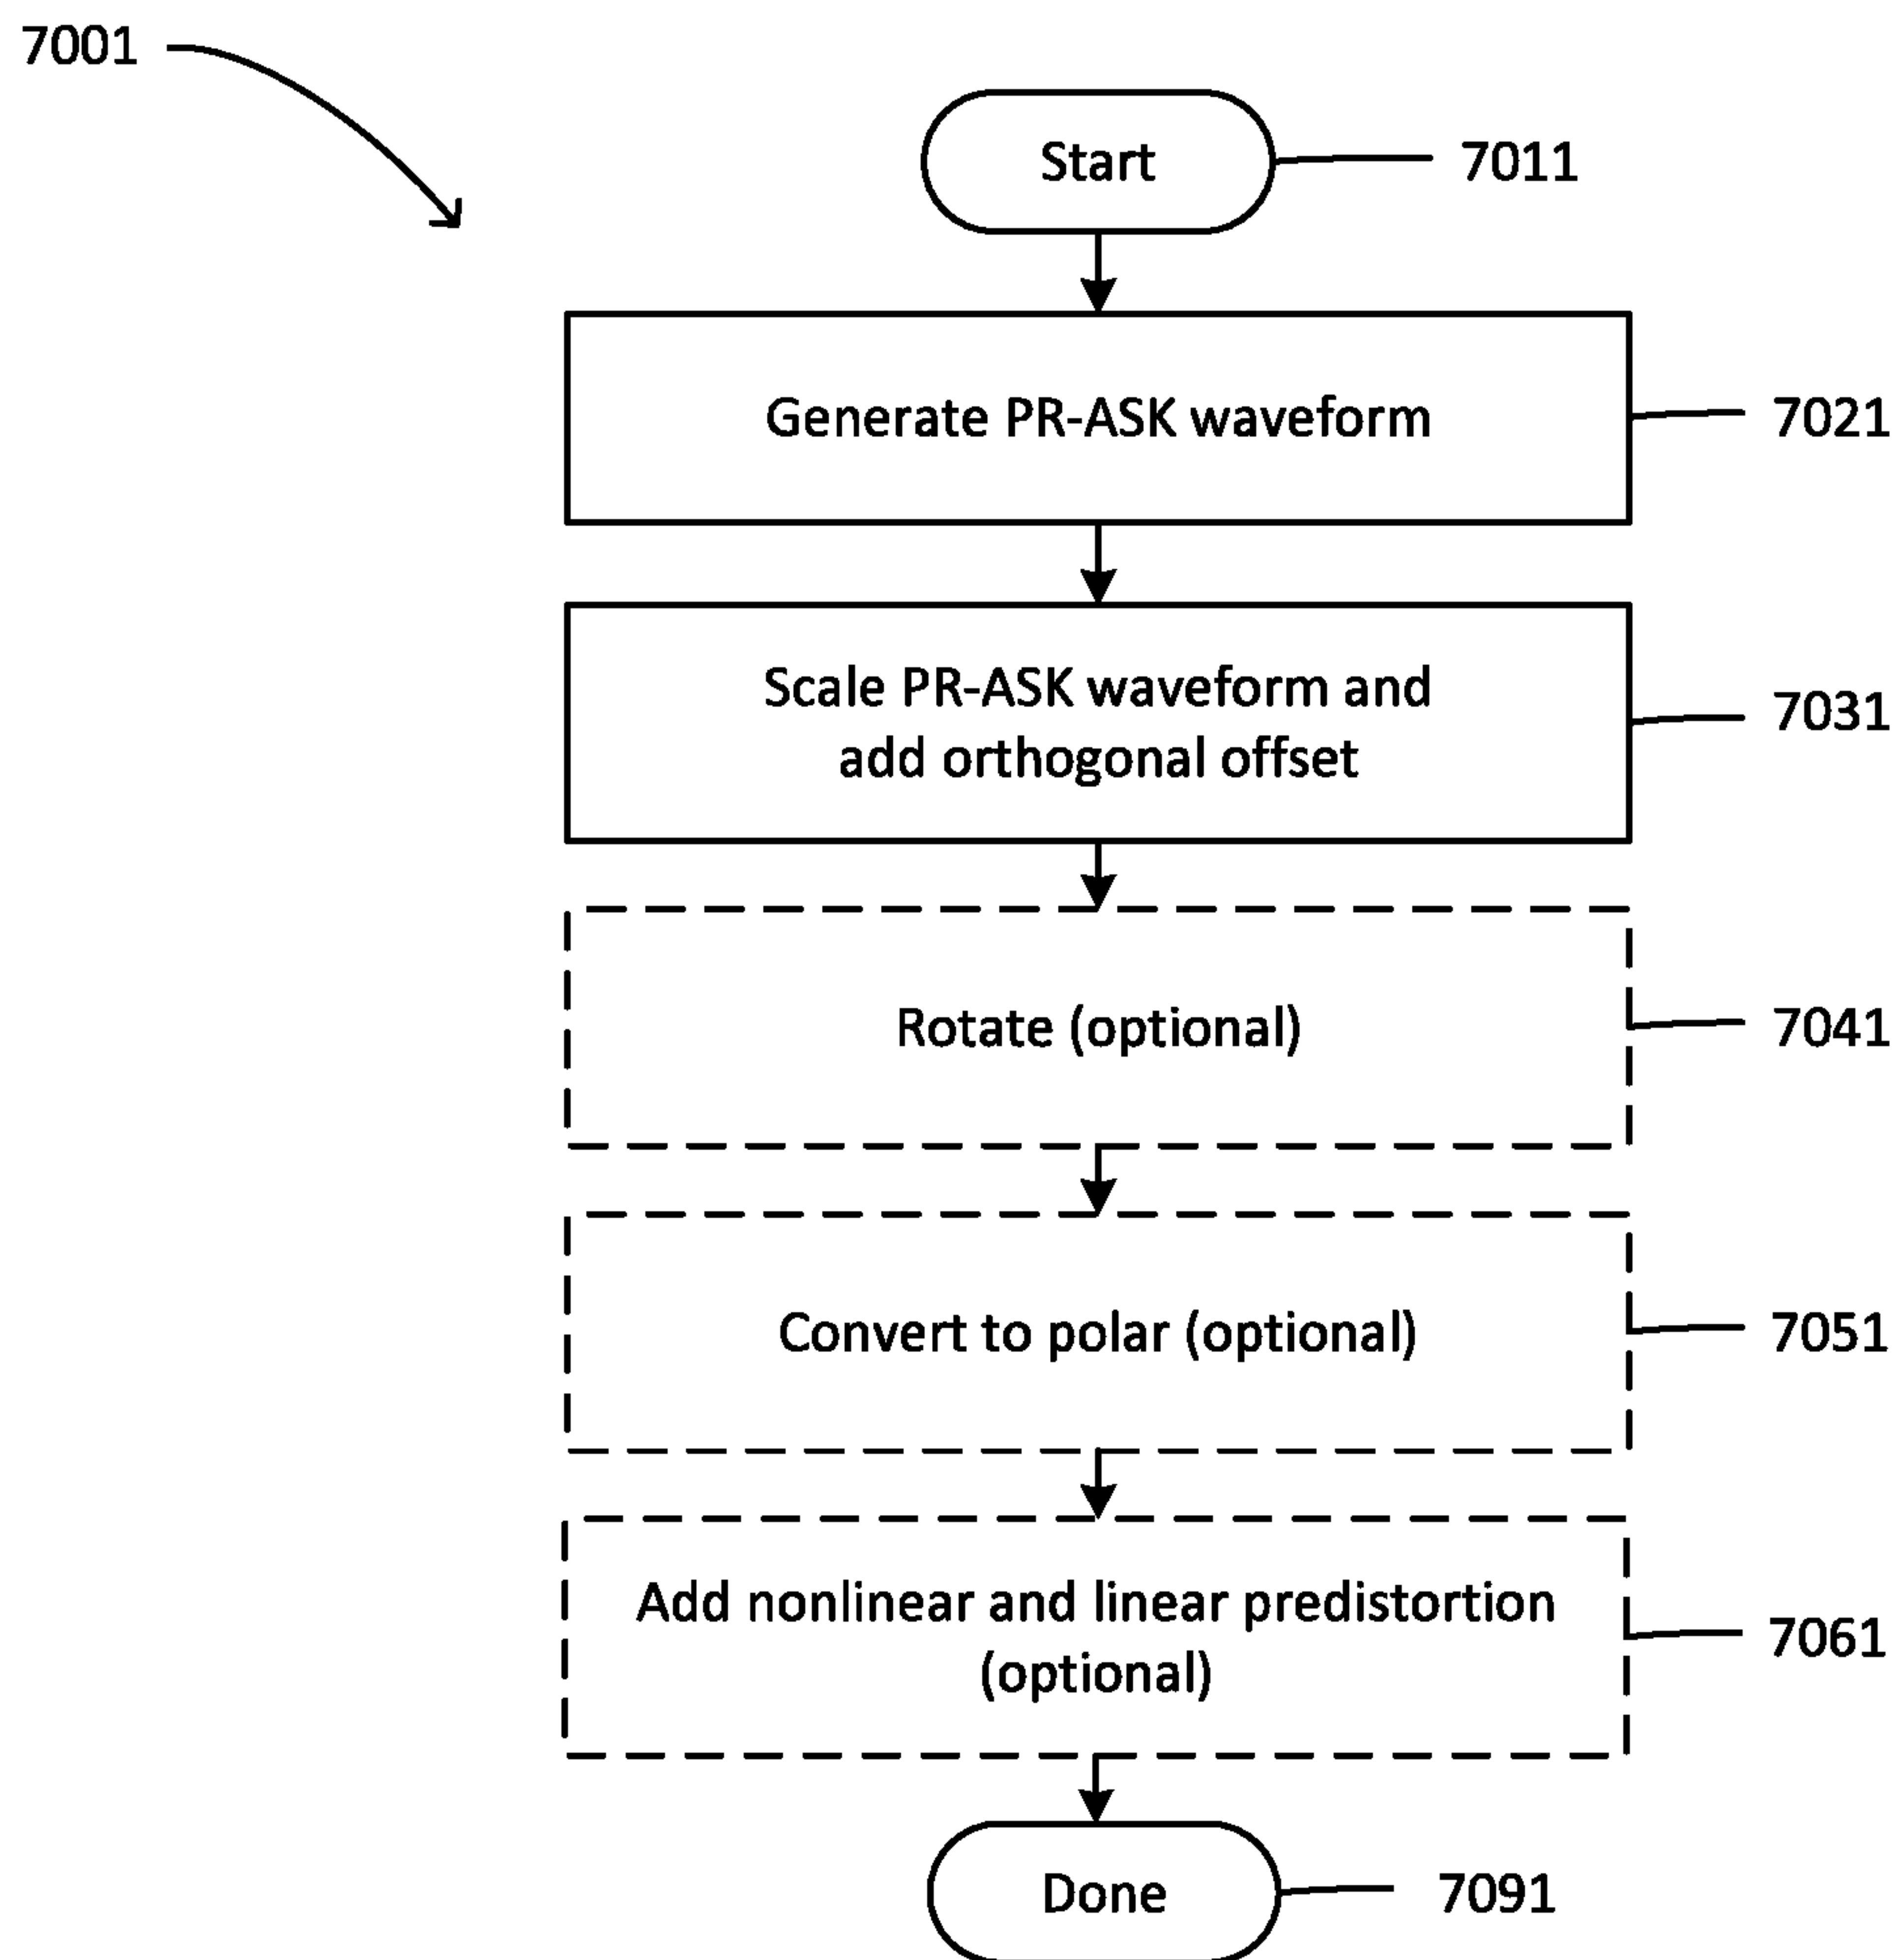 7001
Start
7011
Generate PR-ASK waveform
7021
Scale PR-ASK waveform and
add orthogonal offset
7031
Rotate (optional)
7041
Convert to polar (optional)
7051
Add nonlinear and linear predistortion
(optional)
7061
Done
7091